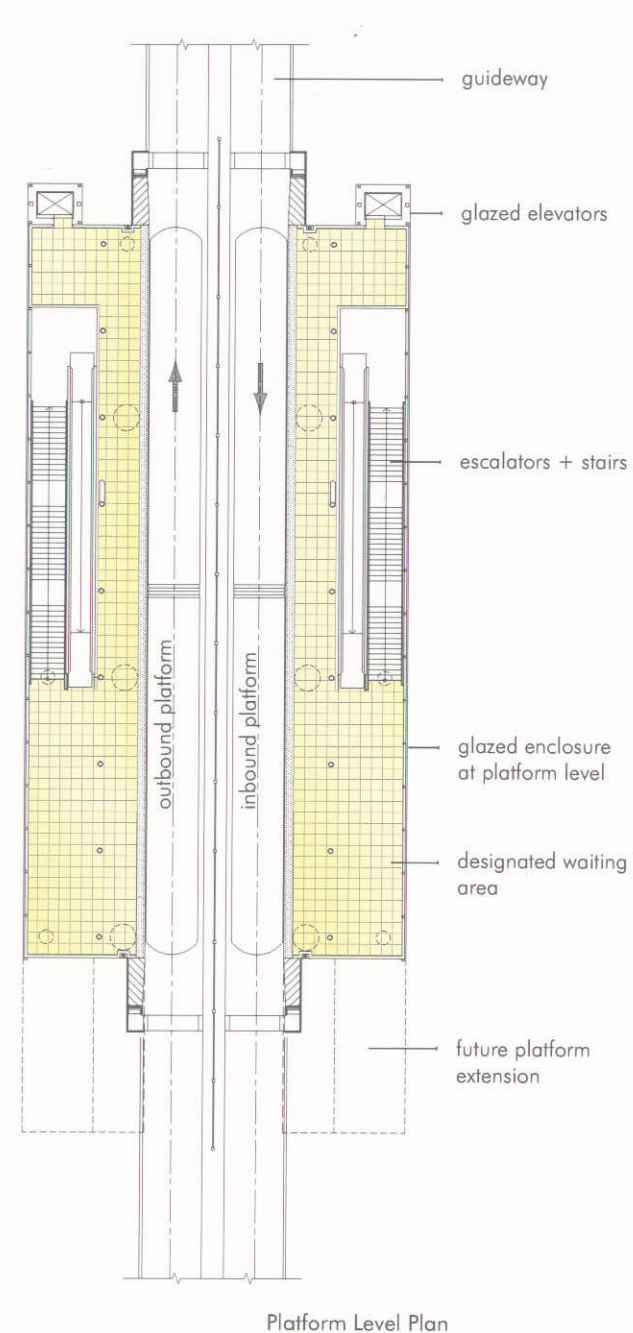 guideway
glazed elevators
escalators + stairs
outbound platform
inbound platform
glazed enclosure
at platform level
designated waiting
area
future platform
extension
Platform Level Plan